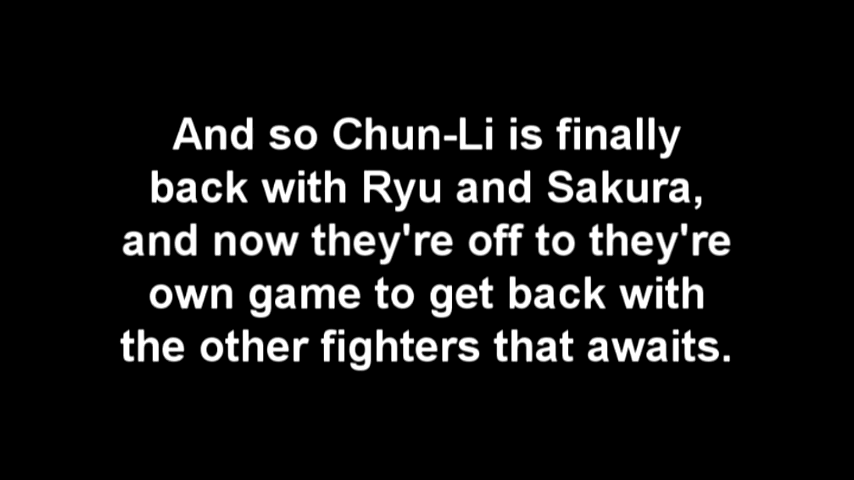 And so Chun-Li is finally
back with Ryu and Sakura,
and now they're off to they're
own game to get back with
the other fighters that awaits.